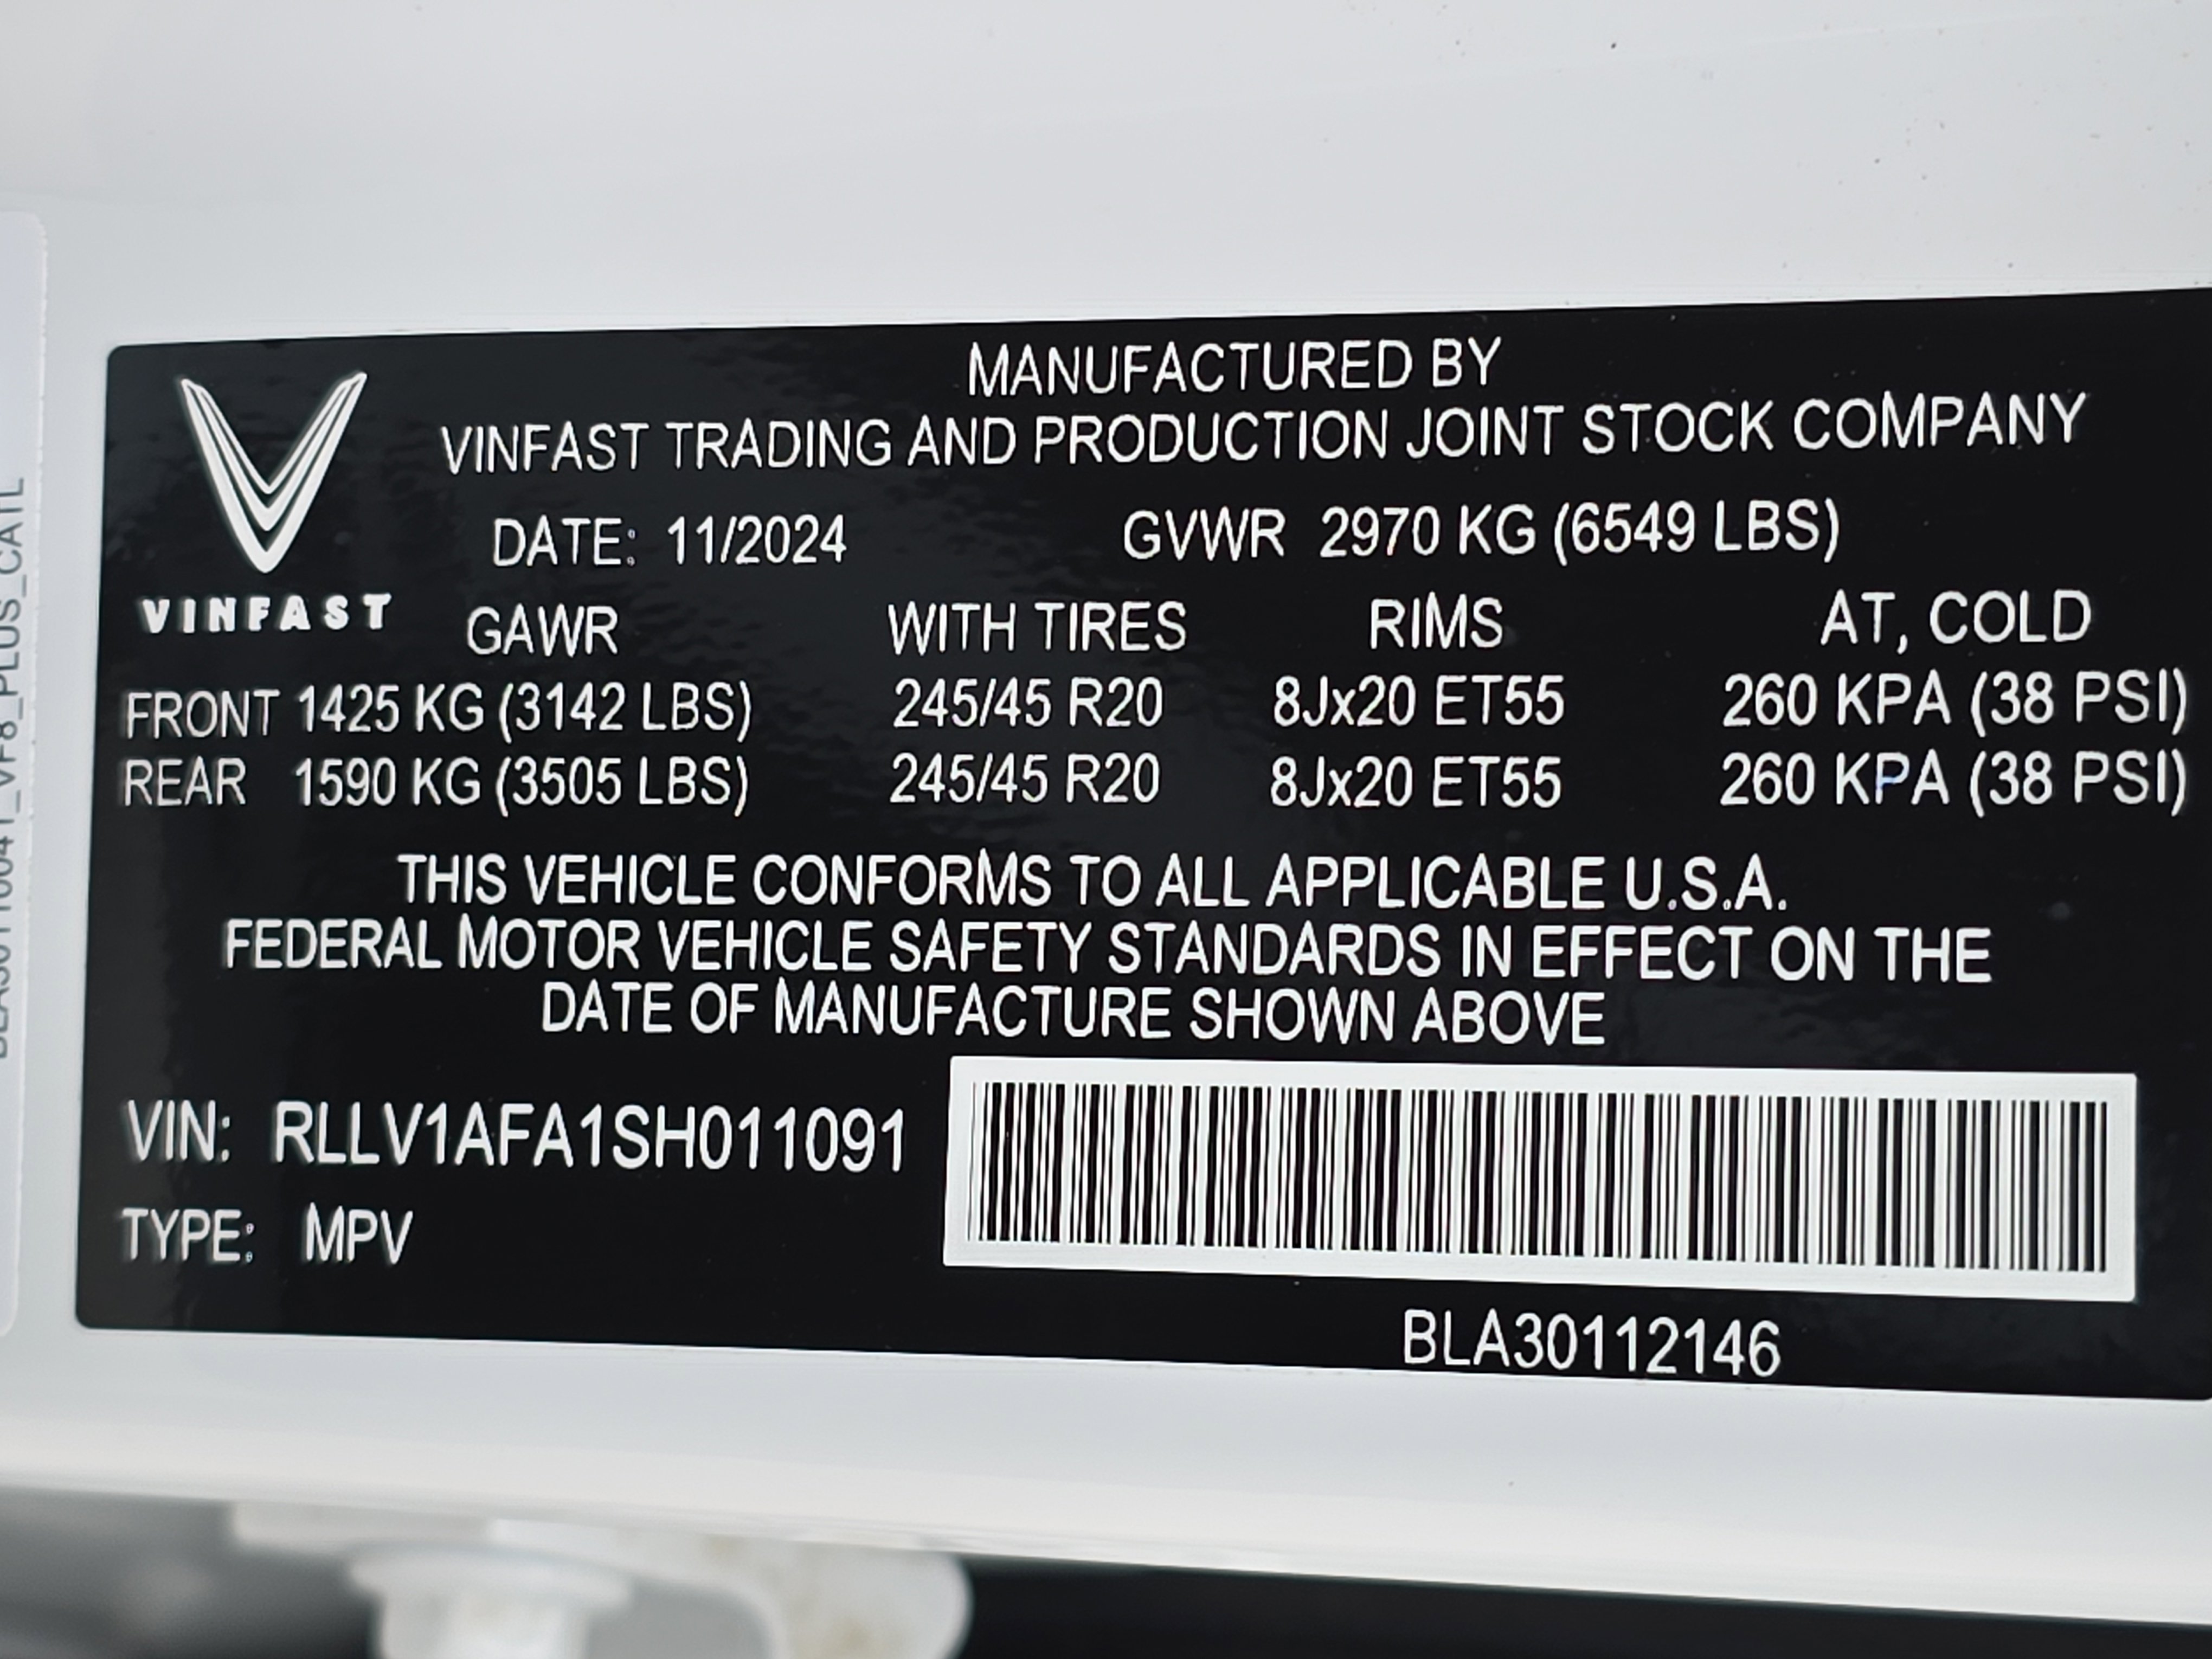 MANUFACTURED BY
VINFAST TRADING AND PRODUCTION JOINT STOCK COMPANY
DATE: 11/2024 GVWR 2970 KG (6549 LBS)
VINFAST
GAWR WITH TIRES RIMS AT, COLD
FRONT 1425 KG (3142 LBS) 245/45 R20 8Jx20 ET55 260 KPA (38 PSI)
REAR 1590 KG (3505 LBS) 245/45 R20 8Jx20 ET55 260 KPA (38 PSI)
THIS VEHICLE CONFORMS TO ALL APPLICABLE U.S.A.
FEDERAL MOTOR VEHICLE SAFETY STANDARDS IN EFFECT ON THE
DATE OF MANUFACTURE SHOWN ABOVE
VIN: RLLV1AFA1SH011091
TYPE: MPV
BLA30112146